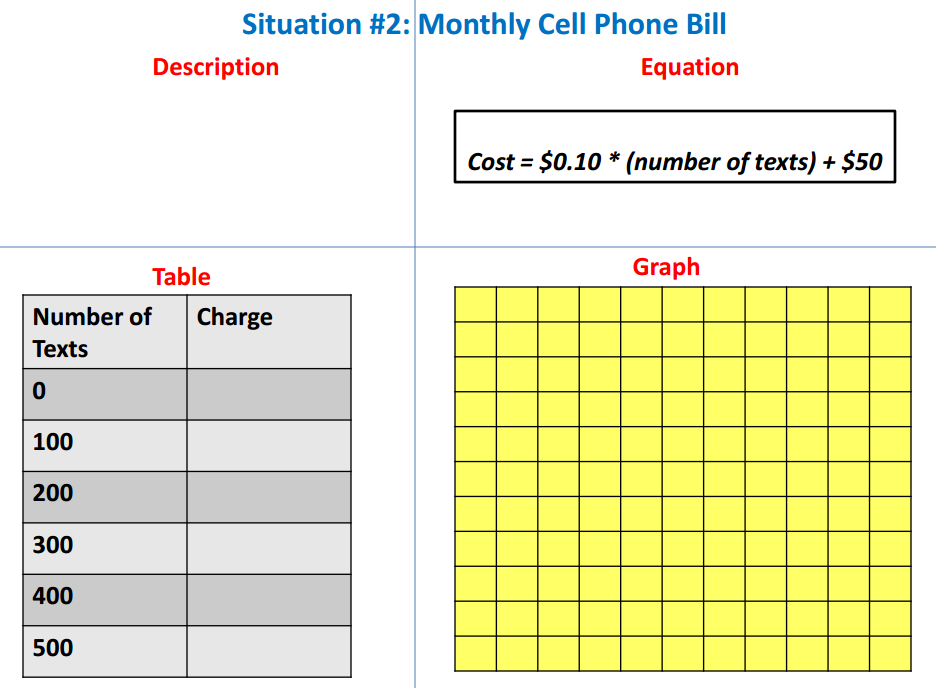 Situation #2: Monthly Cell Phone Bill
Description
Equation
Cost = $0.10 * (number of texts) + $50
Table
Number of
Texts
Charge
0
100
200
300
400
500
Graph